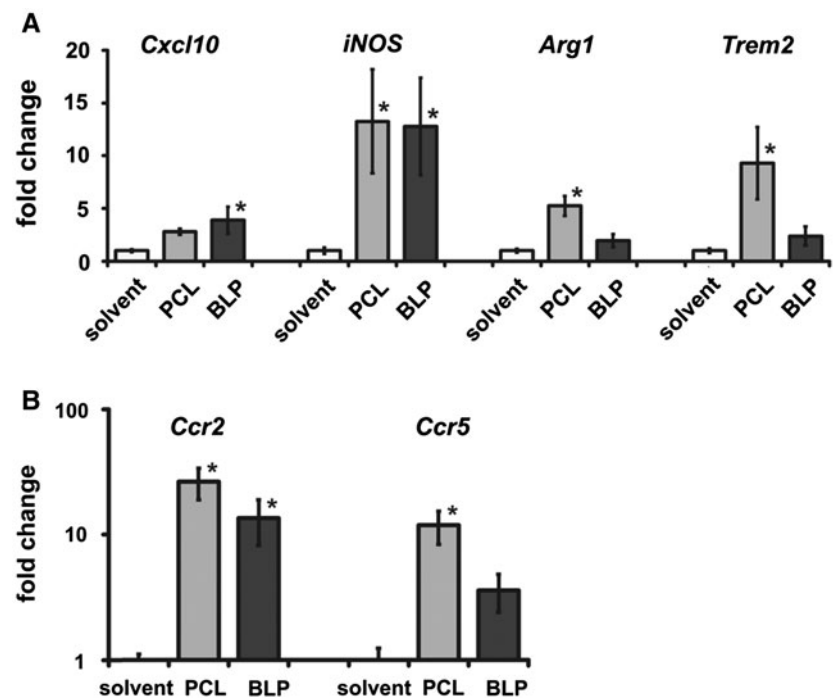 A
Cxcl10 iNOS Arg1 Trem2
20
15
10
5
0
fold change
* * * * *
solvent PCL BLP solvent PCL BLP solvent PCL BLP solvent PCL BLP
B
Ccr2 Ccr5
100
10
1
fold change
* * *
solvent PCL BLP solvent PCL BLP